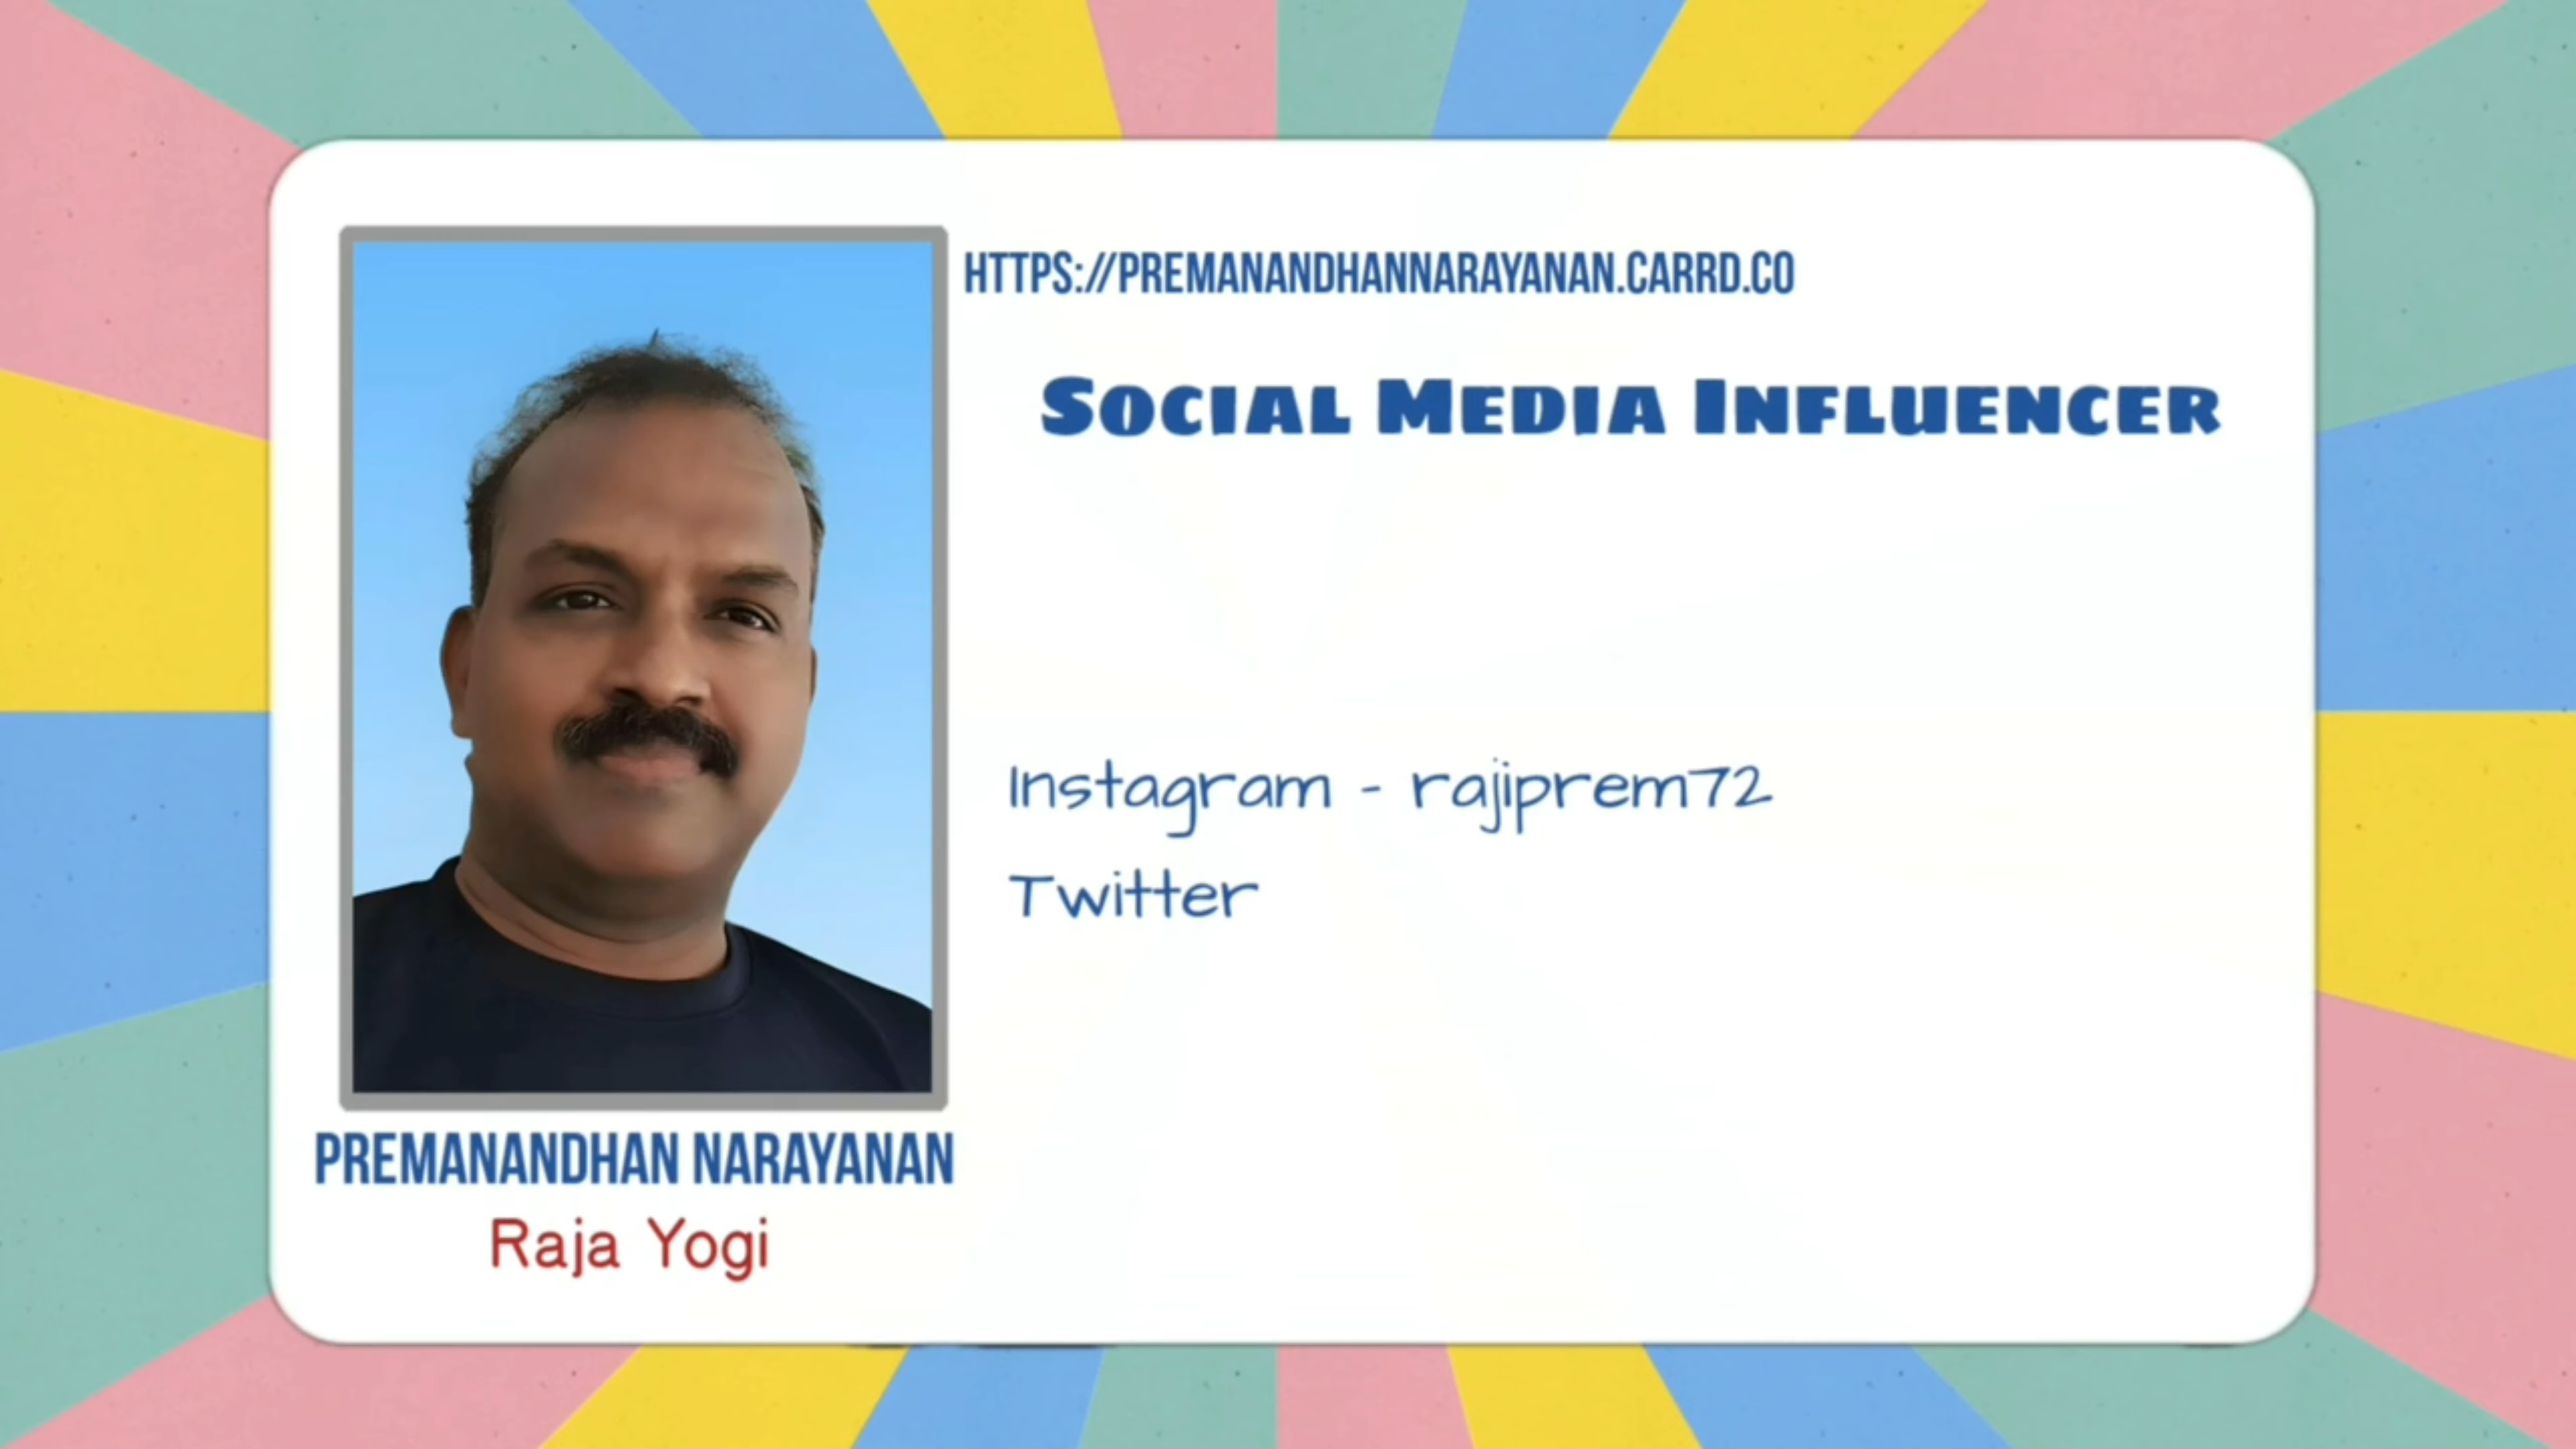 HTTPS://PREMANANDHANNARAYANAN.CARRD.CO
Social Media Influencer
Instagram - rajiprem72
Twitter
PREMANANDHAN NARAYANAN
Raja Yogi